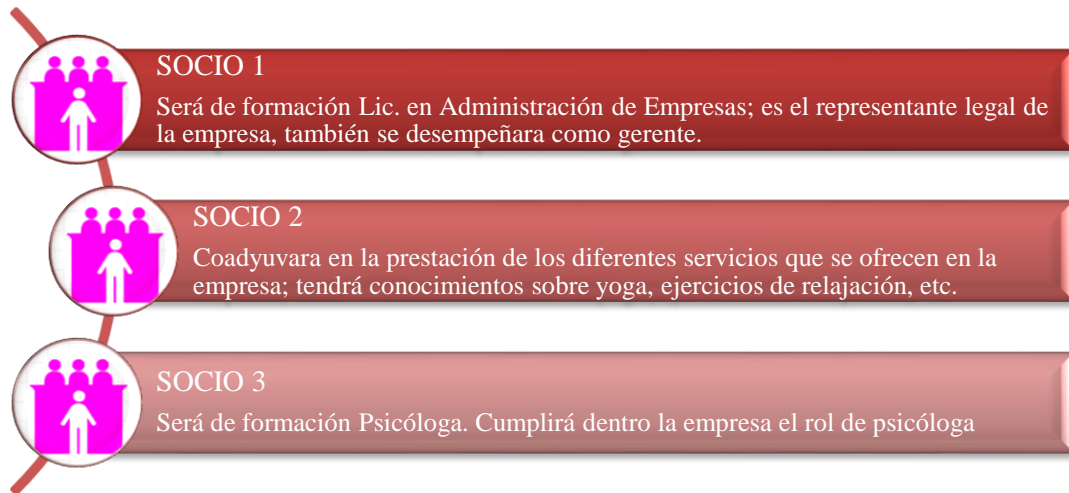 SOCIO 1
Será de formación Lic. en Administración de Empresas; es el representante legal de
la empresa, también se desempeñara como gerente.
SOCIO 2
Coadyuvara en la prestación de los diferentes servicios que se ofrecen en la
empresa; tendrá conocimientos sobre yoga, ejercicios de relajación, etc.
SOCIO 3
Será de formación Psicóloga. Cumplirá dentro la empresa el rol de psicóloga